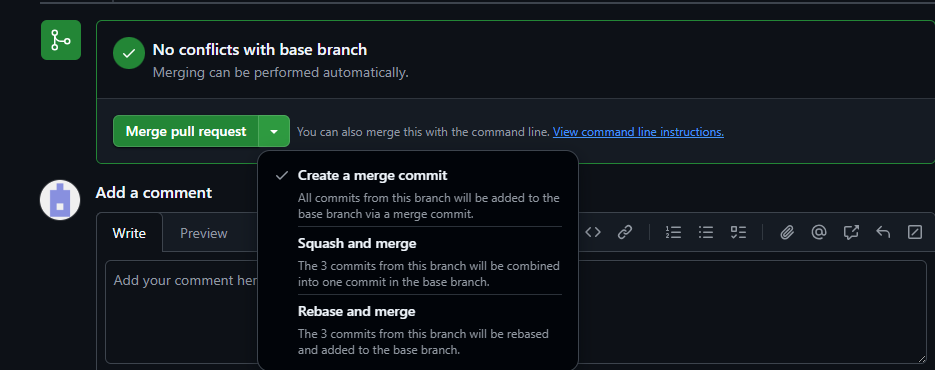 No conflicts with base branch
Merging can be performed automatically.
Merge pull request
You can also merge this with the command line. View command line instructions.
Create a merge commit
All commits from this branch will be added to the
base branch via a merge commit.
Squash and merge
The 3 commits from this branch will be combined
into one commit in the base branch.
Rebase and merge
The 3 commits from this branch will be rebased
and added to the base branch.
Add a comment
Write
Preview
Add your comment